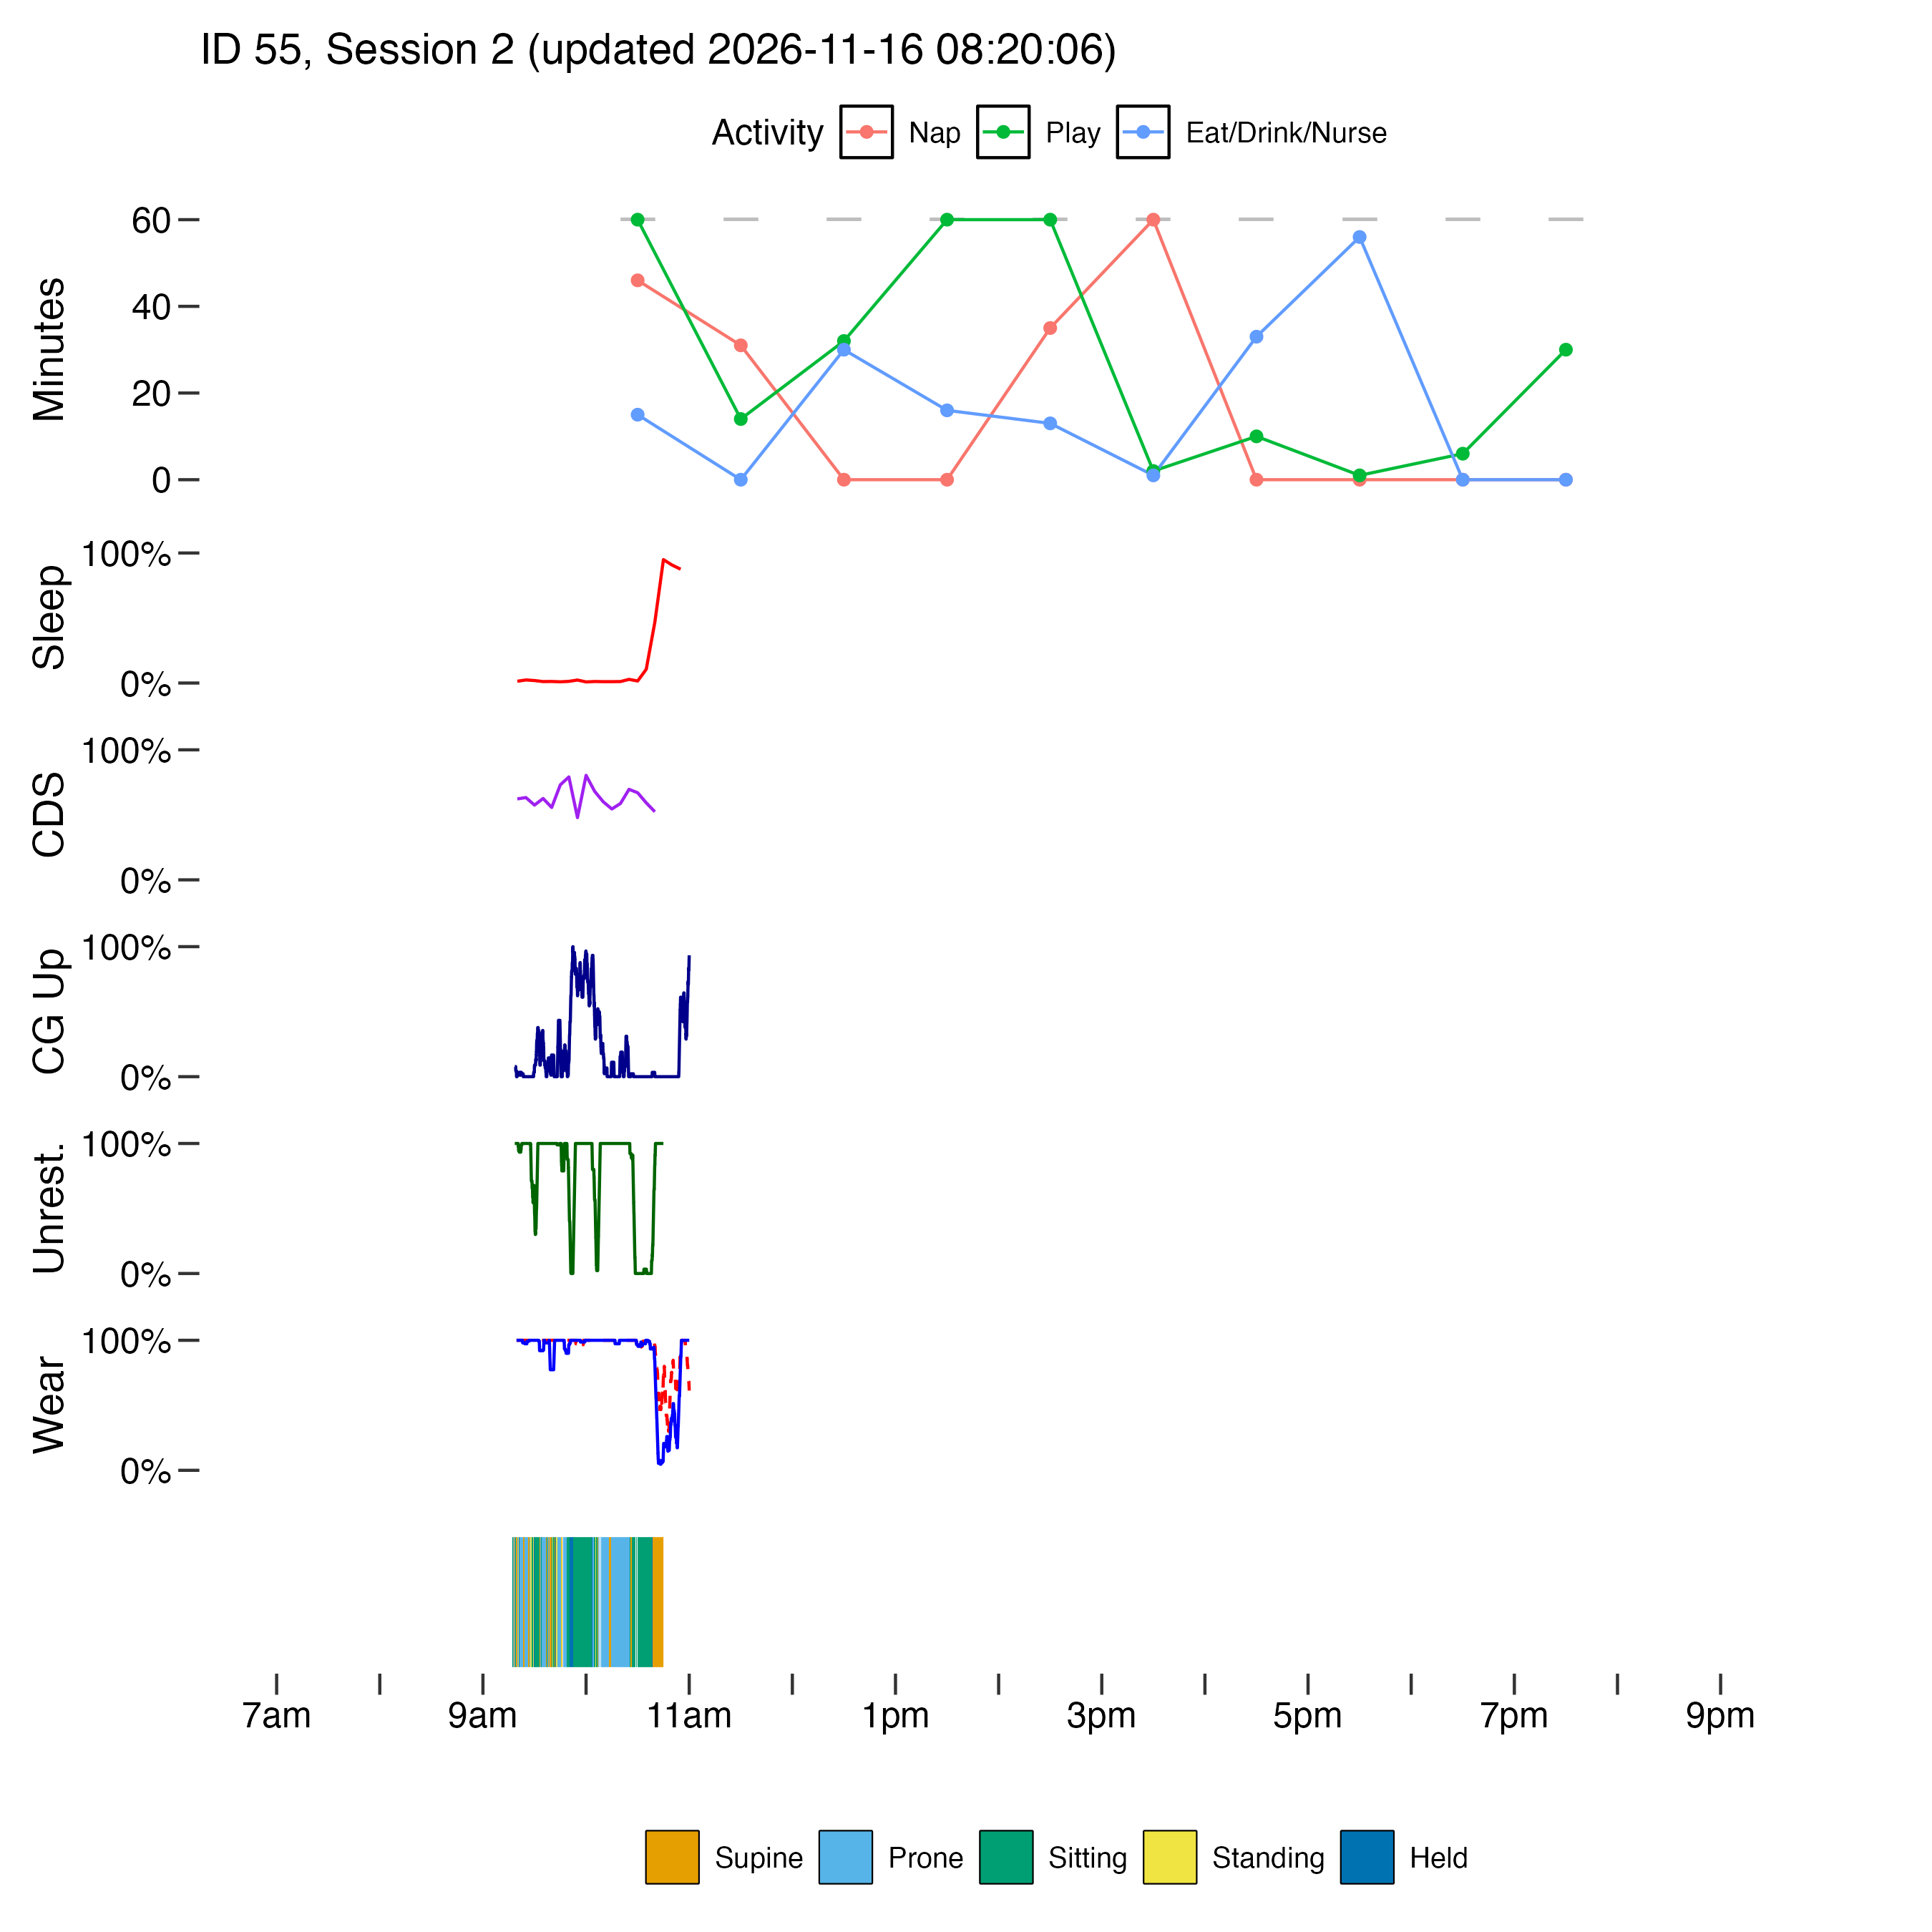 ID 55, Session 2 (updated 2026-11-16 08:20:06)
Activity Nap Play Eat/Drink/Nurse
Minutes
60
40
20
0
Sleep
100%
0%
CDS
100%
0%
CG Up
100%
0%
Unrest.
100%
0%
Wear
100%
0%
7am 9am 11am 1pm 3pm 5pm 7pm 9pm
Supine Prone Sitting Standing Held